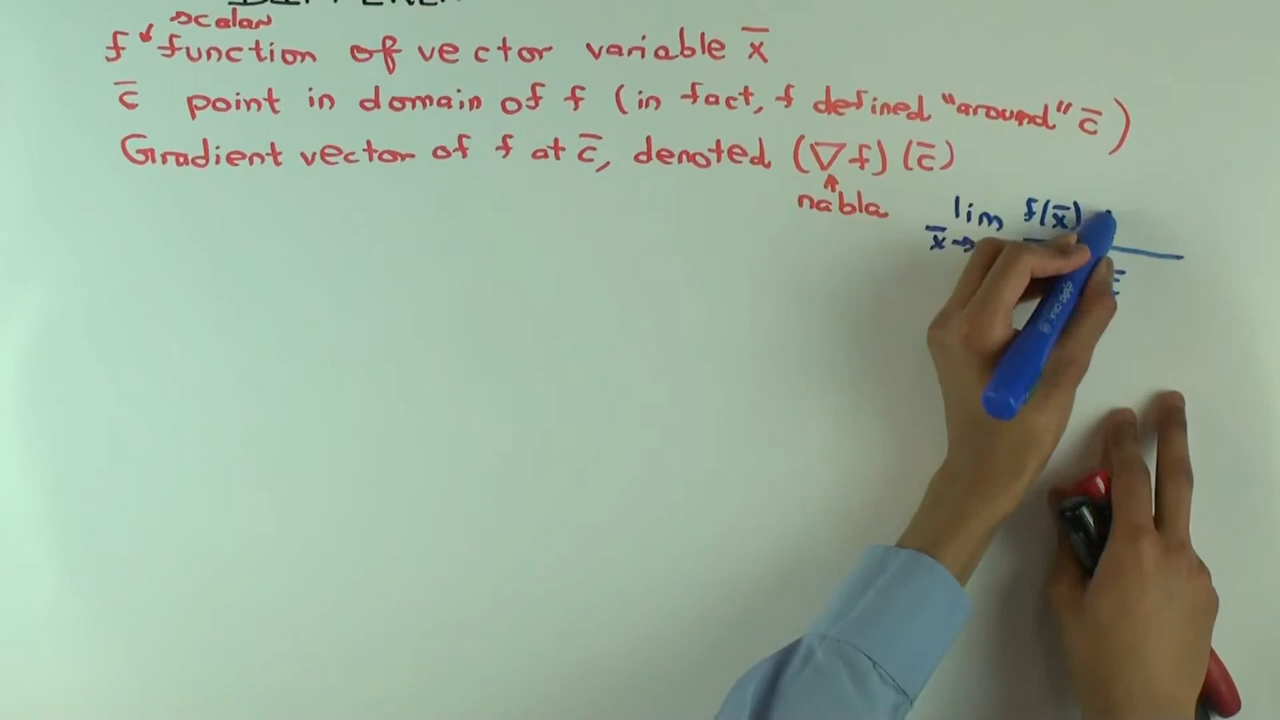 scalar
f function of vector variable x̅
c̅ point in domain of f (in fact, f defined "around" c̅)
Gradient vector of f at c̅, denoted (∇f)(c̅)
nabla
lim f(x̅)
x̅→